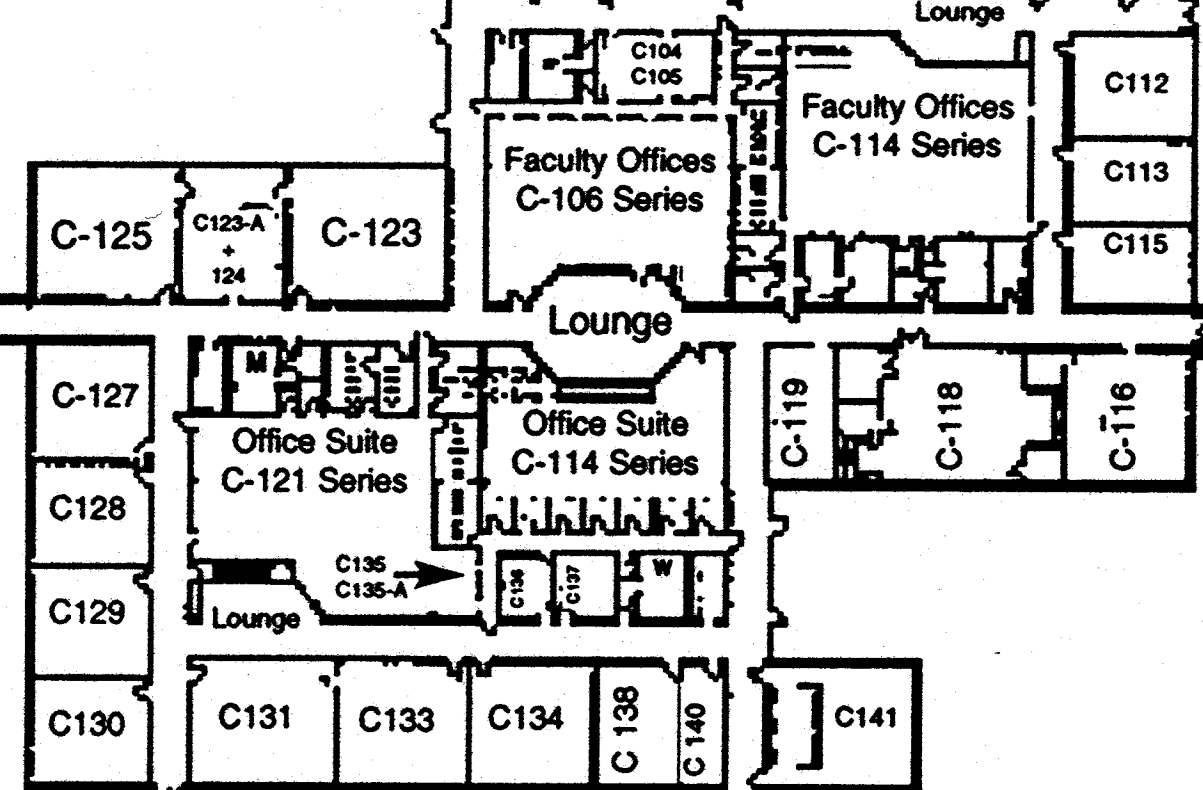 Lounge
C104
C105
C112
Faculty Offices
C-114 Series
Faculty Offices
C-106 Series
C113
C-125
C123-A
+
124
C-123
C115
Lounge
M
C-127
Office Suite
C-121 Series
Office Suite
C-114 Series
C-119
C-118
C-116
C128
C135
C135-A
C136
C137
W
C129
Lounge
C130
C131
C133
C134
C 138
C 140
C141